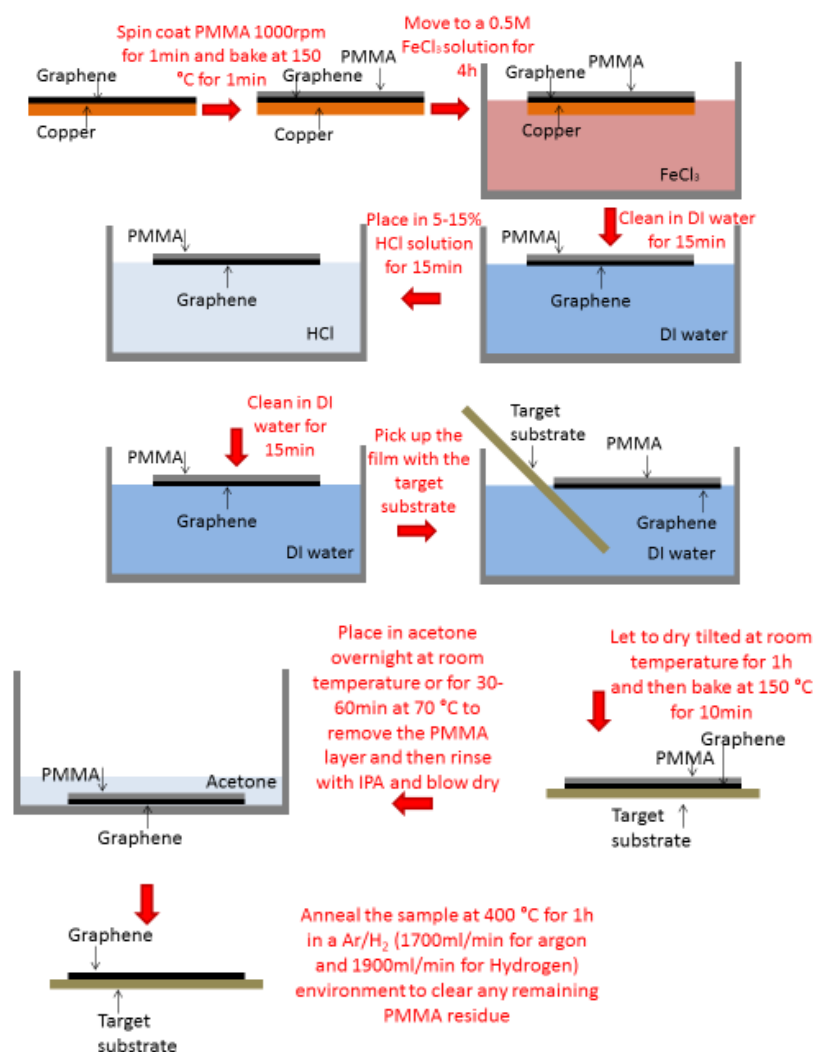 Spin coat PMMA 1000rpm
for 1min and bake at 150
°C for 1min
Graphene
Copper
PMMA
Graphene
Copper
Move to a 0.5M
FeCl₃ solution for
4h
Graphene
PMMA
Copper
FeCl₃
Clean in DI water
for 15min
PMMA
Graphene
DI water
Place in 5-15%
HCl solution
for 15min
PMMA
Graphene
HCl
Clean in DI
water for
15min
PMMA
Graphene
DI water
Pick up the
film with the
target
substrate
Target
substrate
PMMA
Graphene
DI water
Let to dry tilted at room
temperature for 1h
and then bake at 150 °C
for 10min
Graphene
PMMA
Target
substrate
Place in acetone
overnight at room
temperature or for 30-
60min at 70 °C to
remove the PMMA
layer and then rinse
with IPA and blow dry
PMMA
Acetone
Graphene
Anneal the sample at 400 °C for 1h
in a Ar/H₂ (1700ml/min for argon
and 1900ml/min for Hydrogen)
environment to clear any remaining
PMMA residue
Graphene
Target
substrate